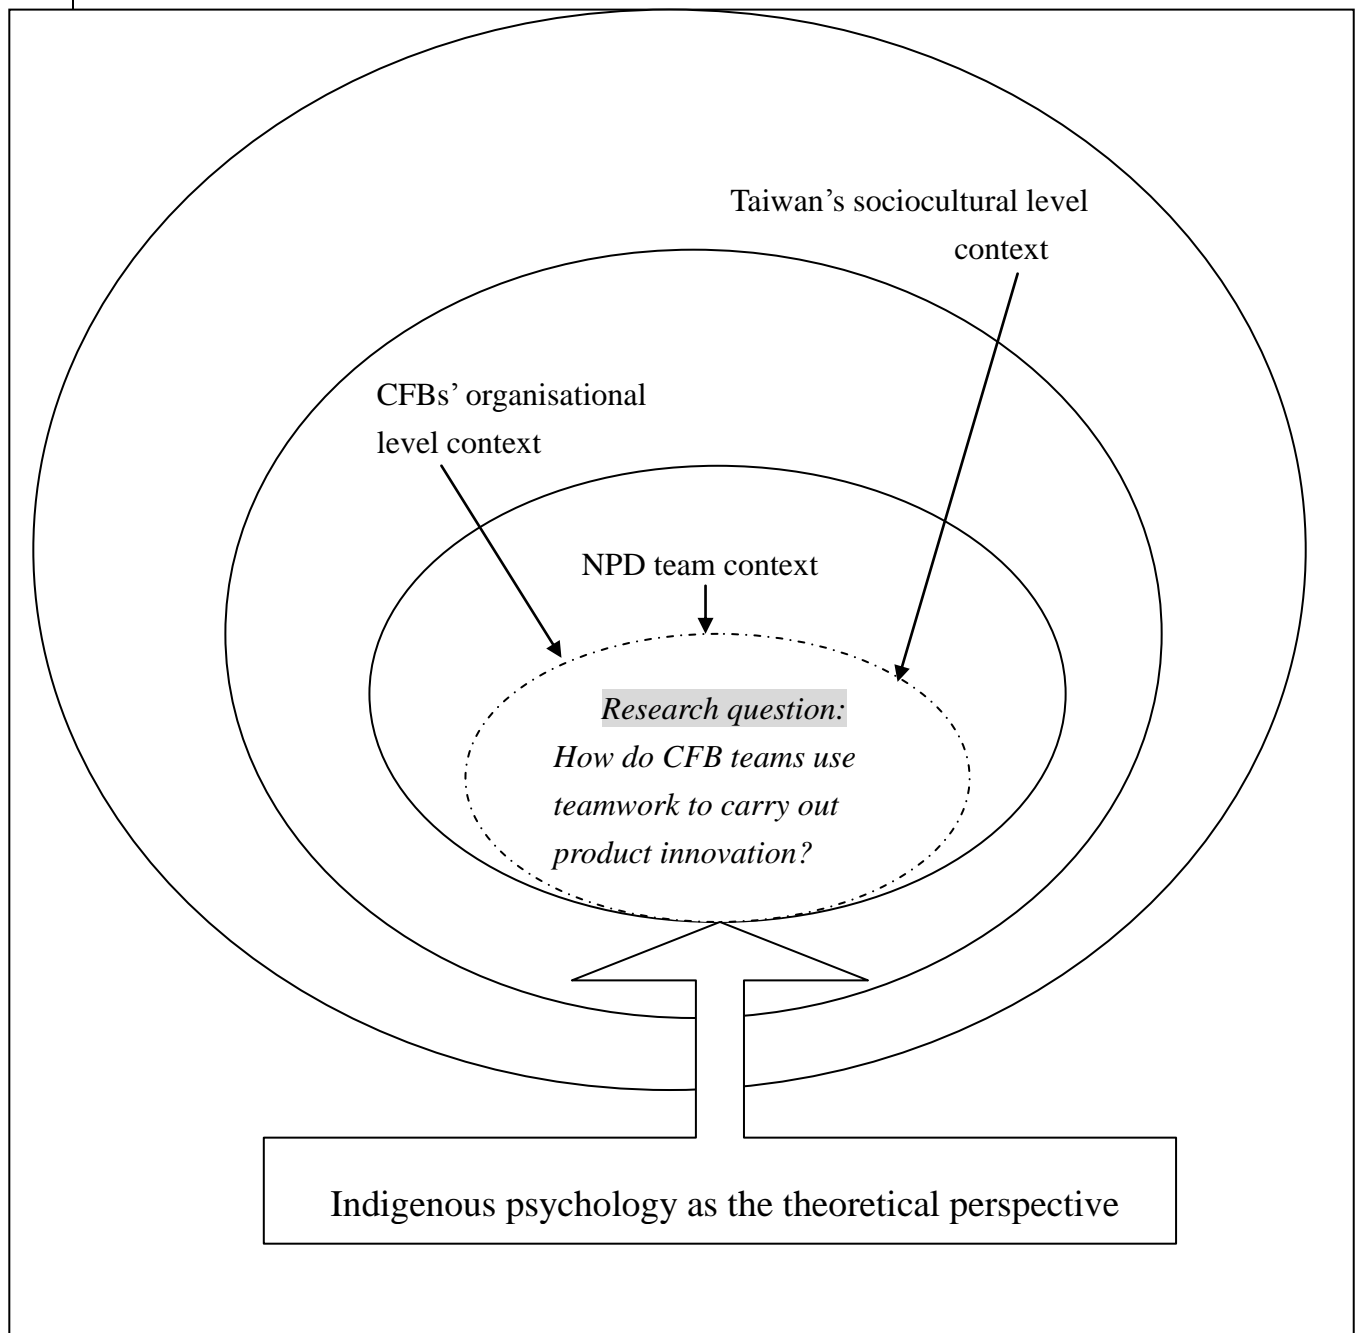 Taiwan’s sociocultural level
context
CFBs’ organisational
level context
NPD team context
Research question:
How do CFB teams use
teamwork to carry out
product innovation?
Indigenous psychology as the theoretical perspective